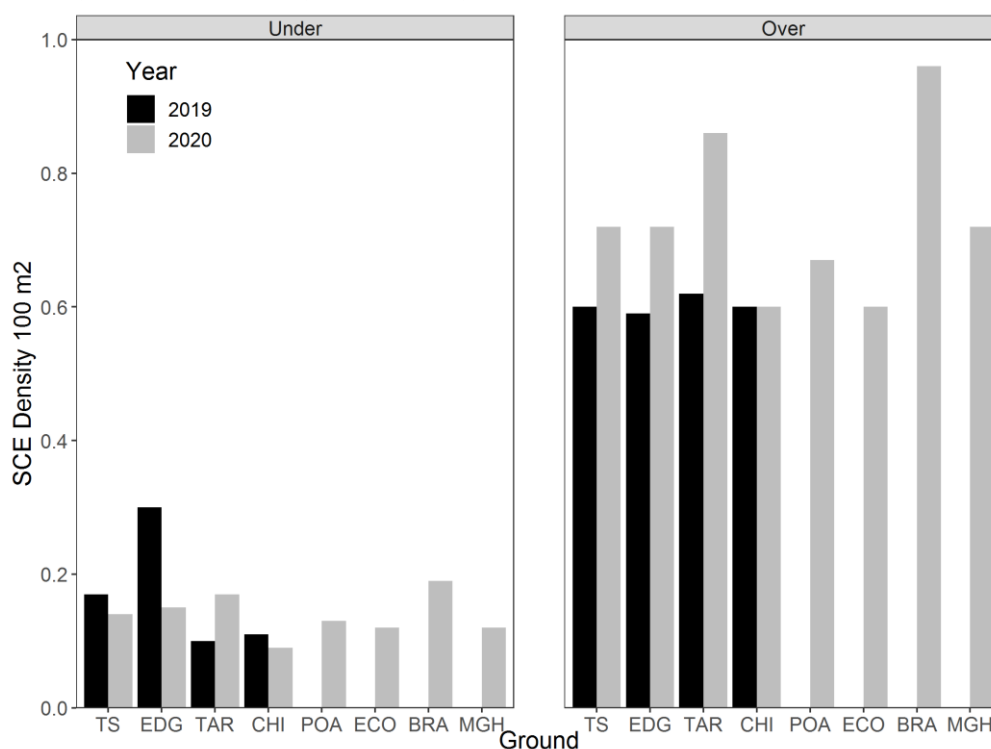 Under
Over
Year
2019
2020
SCE Density 100 m2
1.0
0.8
0.6
0.4
0.2
0.0
TS EDG TAR CHI POA ECO BRA MGH
TS EDG TAR CHI POA ECO BRA MGH
Ground